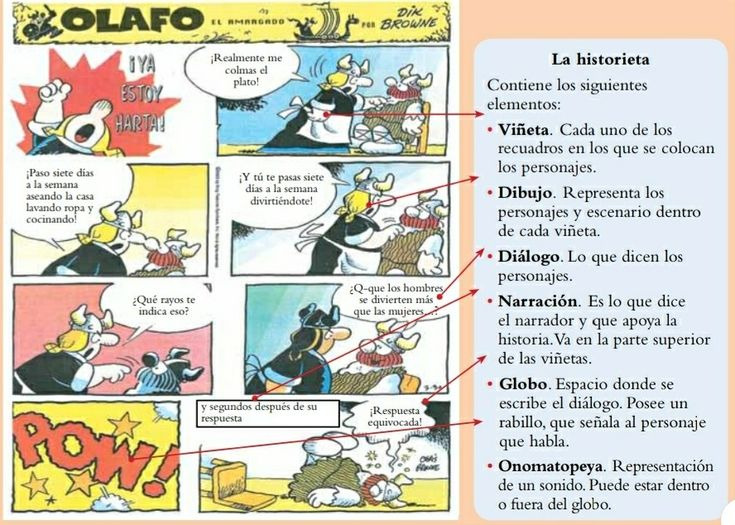 OLAFO EL AMARGADO POR DIK BROWNE
¡YA
ESTOY
HARTA!
¡Realmente me
colmas el
plato!
¡Paso siete días
a la semana
aseando la casa
lavando ropa y
cocinando!
¡Y tú te pasas siete
días a la semana
divirtiéndote!
¿Qué rayos te
indica eso?
¿Q-que los hombres
se divierten más
que las mujeres...?
POW!
y segundos después de su
respuesta
¡Respuesta
equivocada!
DIK
BROWNE
La historieta
Contiene los siguientes
elementos:
• Viñeta. Cada uno de los
recuadros en los que se colocan
los personajes.
• Dibujo. Representa los
personajes y escenario dentro
de cada viñeta.
• Diálogo. Lo que dicen los
personajes.
• Narración. Es lo que dice
el narrador y que apoya la
historia.Va en la parte superior
de las viñetas.
• Globo. Espacio donde se
escribe el diálogo. Posee un
rabillo, que señala al personaje
que habla.
• Onomatopeya. Representación
de un sonido. Puede estar dentro
o fuera del globo.